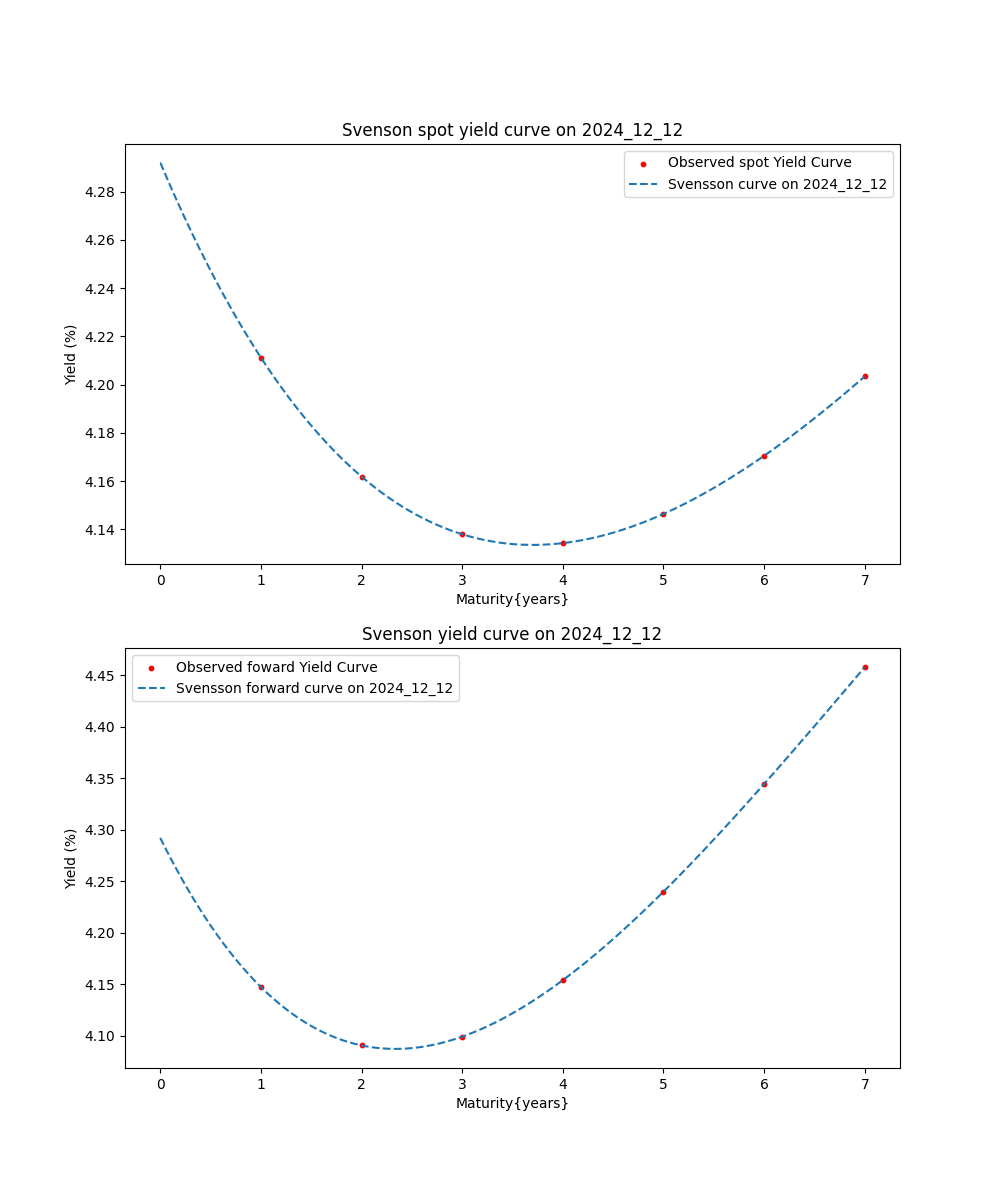 Svenson spot yield curve on 2024_12_12
Observed spot Yield Curve
Svensson curve on 2024_12_12
Yield (%)
4.28
4.26
4.24
4.22
4.20
4.18
4.16
4.14
0 1 2 3 4 5 6 7
Maturity{years}
Svenson yield curve on 2024_12_12
Observed foward Yield Curve
Svensson forward curve on 2024_12_12
Yield (%)
4.45
4.40
4.35
4.30
4.25
4.20
4.15
4.10
0 1 2 3 4 5 6 7
Maturity{years}